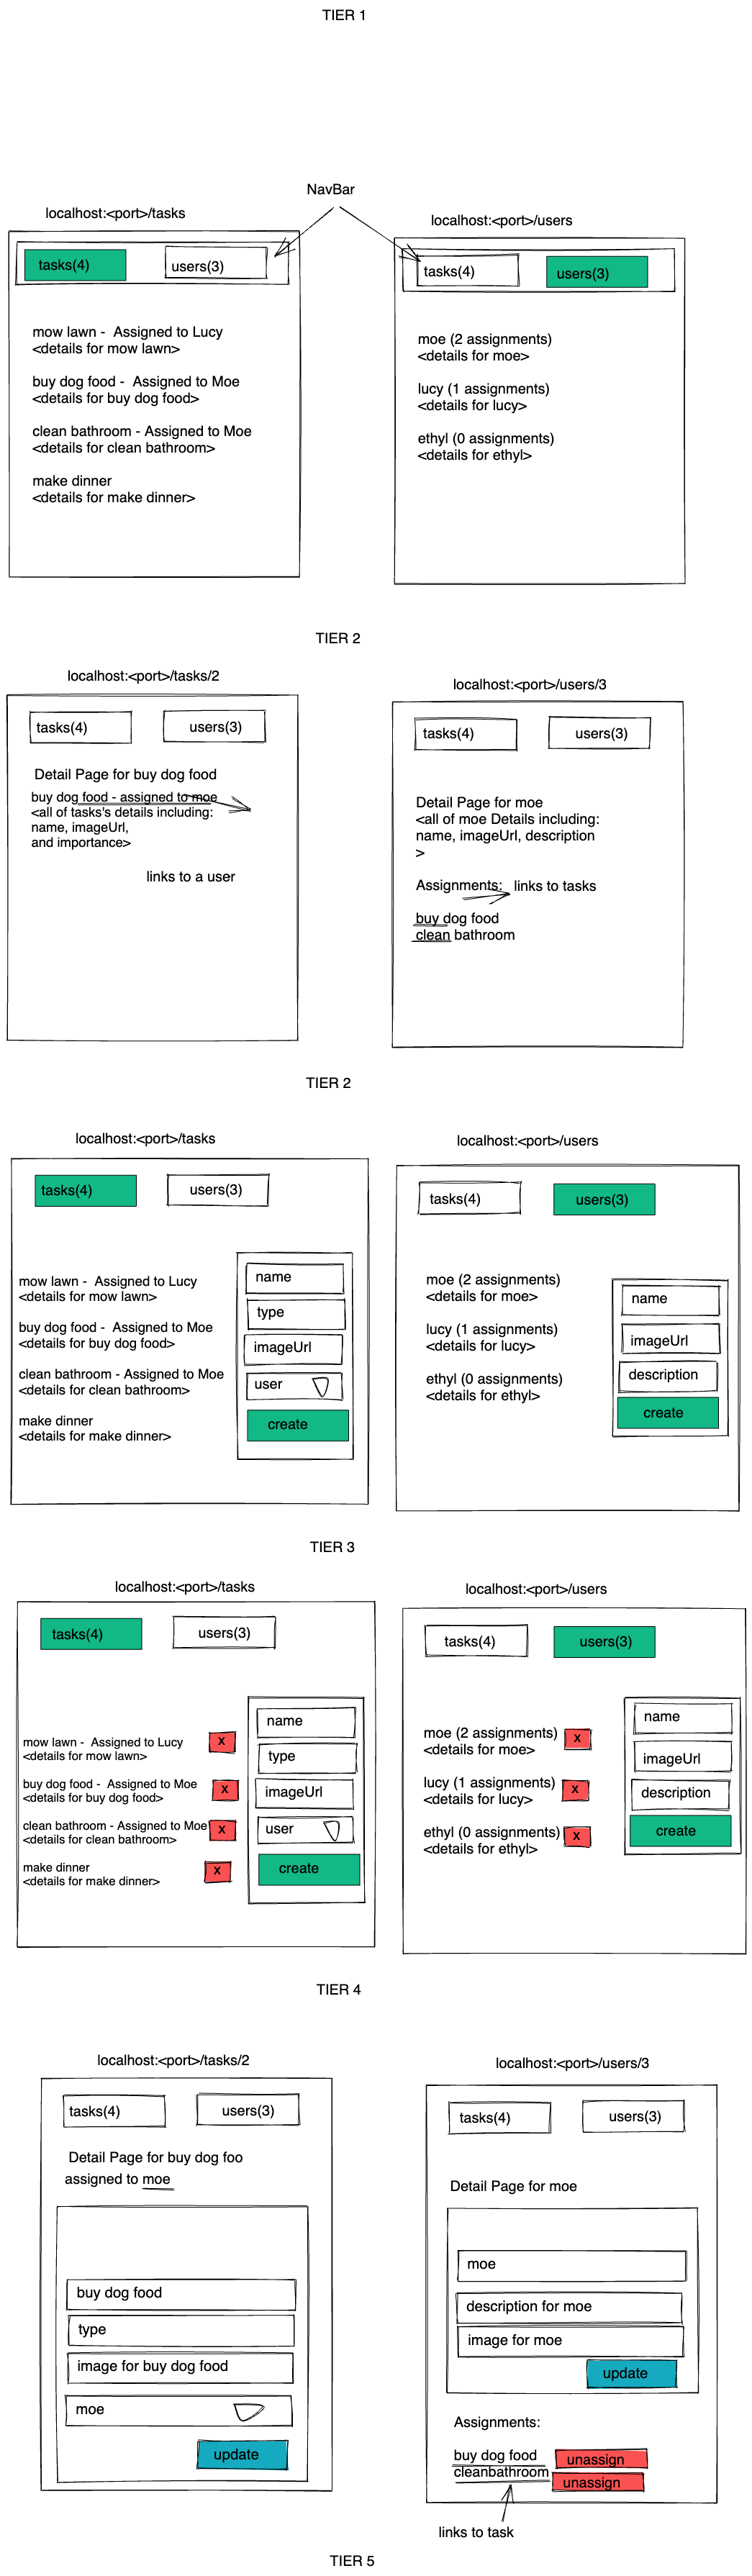 TIER 1
NavBar
localhost:<port>/tasks
tasks(4)
users(3)
mow lawn - Assigned to Lucy
<details for mow lawn>
buy dog food - Assigned to Moe
<details for buy dog food>
clean bathroom - Assigned to Moe
<details for clean bathroom>
make dinner
<details for make dinner>
localhost:<port>/users
tasks(4)
users(3)
moe (2 assignments)
<details for moe>
lucy (1 assignments)
<details for lucy>
ethyl (0 assignments)
<details for ethyl>
TIER 2
localhost:<port>/tasks/2
tasks(4)
users(3)
Detail Page for buy dog food
buy dog food - assigned to moe
<all of tasks's details including:
name, imageUrl,
and importance>
links to a user
localhost:<port>/users/3
tasks(4)
users(3)
Detail Page for moe
<all of moe Details including:
name, imageUrl, description
>
Assignments:
links to tasks
buy dog food
clean bathroom
TIER 2
localhost:<port>/tasks
tasks(4)
users(3)
mow lawn - Assigned to Lucy
<details for mow lawn>
buy dog food - Assigned to Moe
<details for buy dog food>
clean bathroom - Assigned to Moe
<details for clean bathroom>
make dinner
<details for make dinner>
name
type
imageUrl
user
create
localhost:<port>/users
tasks(4)
users(3)
moe (2 assignments)
<details for moe>
lucy (1 assignments)
<details for lucy>
ethyl (0 assignments)
<details for ethyl>
name
imageUrl
description
create
TIER 3
localhost:<port>/tasks
tasks(4)
users(3)
mow lawn - Assigned to Lucy
<details for mow lawn>
x
buy dog food - Assigned to Moe
<details for buy dog food>
x
clean bathroom - Assigned to Moe
<details for clean bathroom>
x
make dinner
<details for make dinner>
x
name
type
imageUrl
user
create
localhost:<port>/users
tasks(4)
users(3)
moe (2 assignments)
<details for moe>
x
lucy (1 assignments)
<details for lucy>
x
ethyl (0 assignments)
<details for ethyl>
x
name
imageUrl
description
create
TIER 4
localhost:<port>/tasks/2
tasks(4)
users(3)
Detail Page for buy dog foo
assigned to moe
buy dog food
type
image for buy dog food
moe
update
localhost:<port>/users/3
tasks(4)
users(3)
Detail Page for moe
moe
description for moe
image for moe
update
Assignments:
buy dog food
unassign
cleanbathroom
unassign
links to task
TIER 5